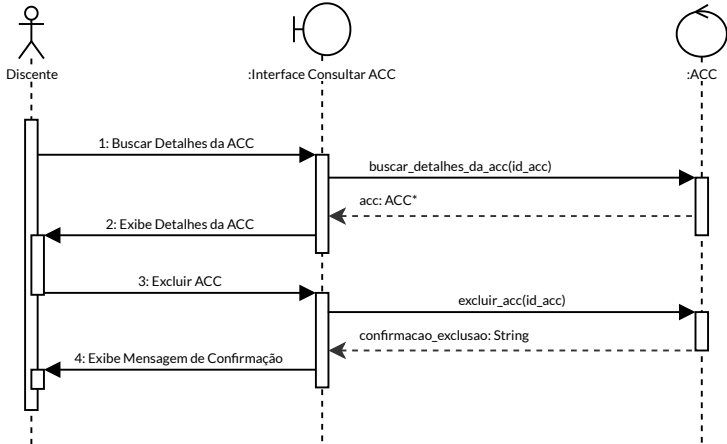 Discente
:Interface Consultar ACC
:ACC
1: Buscar Detalhes da ACC
buscar_detalhes_da_acc(id_acc)
acc: ACC*
2: Exibe Detalhes da ACC
3: Excluir ACC
excluir_acc(id_acc)
confirmacao_exclusao: String
4: Exibe Mensagem de Confirmação